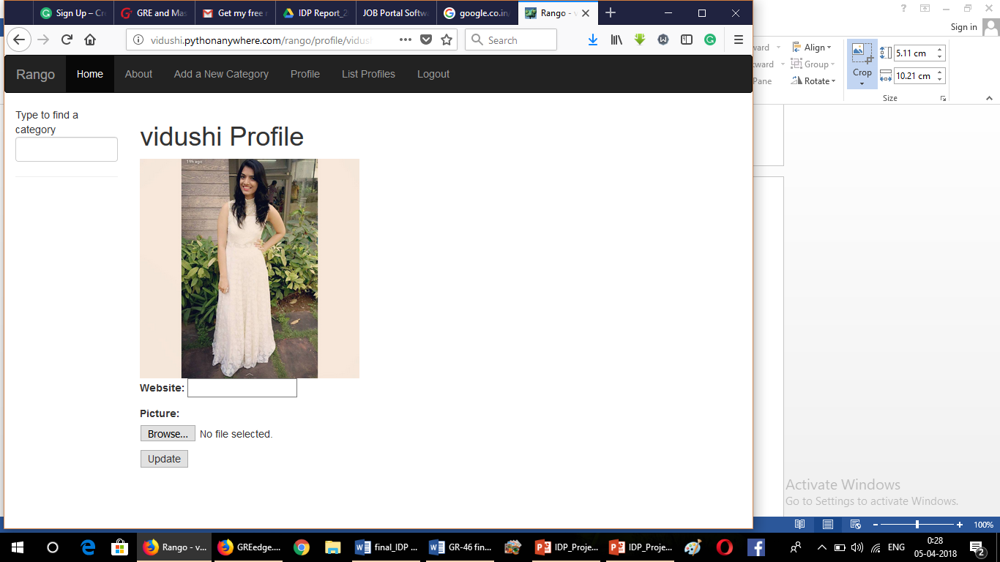 Sign Up – Cre
GRE and Mas
Get my free r
IDP Report_2
JOB Portal Softwa
google.co.in/
Rango - v
vidushi.pythonanywhere.com/rango/profile/vidush
Search
Rango
Home
About
Add a New Category
Profile
List Profiles
Logout
Type to find a
category
vidushi Profile
19h ago
Website:
Picture:
Browse...
No file selected.
Update
Sign in
ward
Align
Crop
5.11 cm
kward
Group
10.21 cm
Pane
Rotate
Size
Activate Windows
Go to Settings to activate Windows.
100%
Rango - v...
GREedge....
final_IDP ...
GR-46 fin...
IDP_Proje...
IDP_Proje...
ENG
0:28
05-04-2018
2